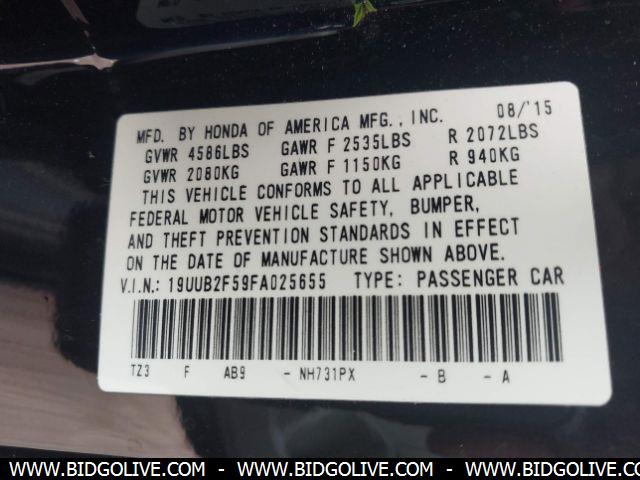 MFD. BY HONDA OF AMERICA MFG., INC. 08/'15
GVWR 4586LBS GAWR F 2535LBS R 2072LBS
GVWR 2080KG GAWR F 1150KG R 940KG
THIS VEHICLE CONFORMS TO ALL APPLICABLE
FEDERAL MOTOR VEHICLE SAFETY, BUMPER,
AND THEFT PREVENTION STANDARDS IN EFFECT
ON THE DATE OF MANUFACTURE SHOWN ABOVE.
V.I.N.: 19UUB2F59FA025655 TYPE: PASSENGER CAR
TZ3 F AB9 - NH731PX - B - A
WWW.BIDGOLIVE.COM - WWW.BIDGOLIVE.COM - WWW.BIDGOLIVE.COM